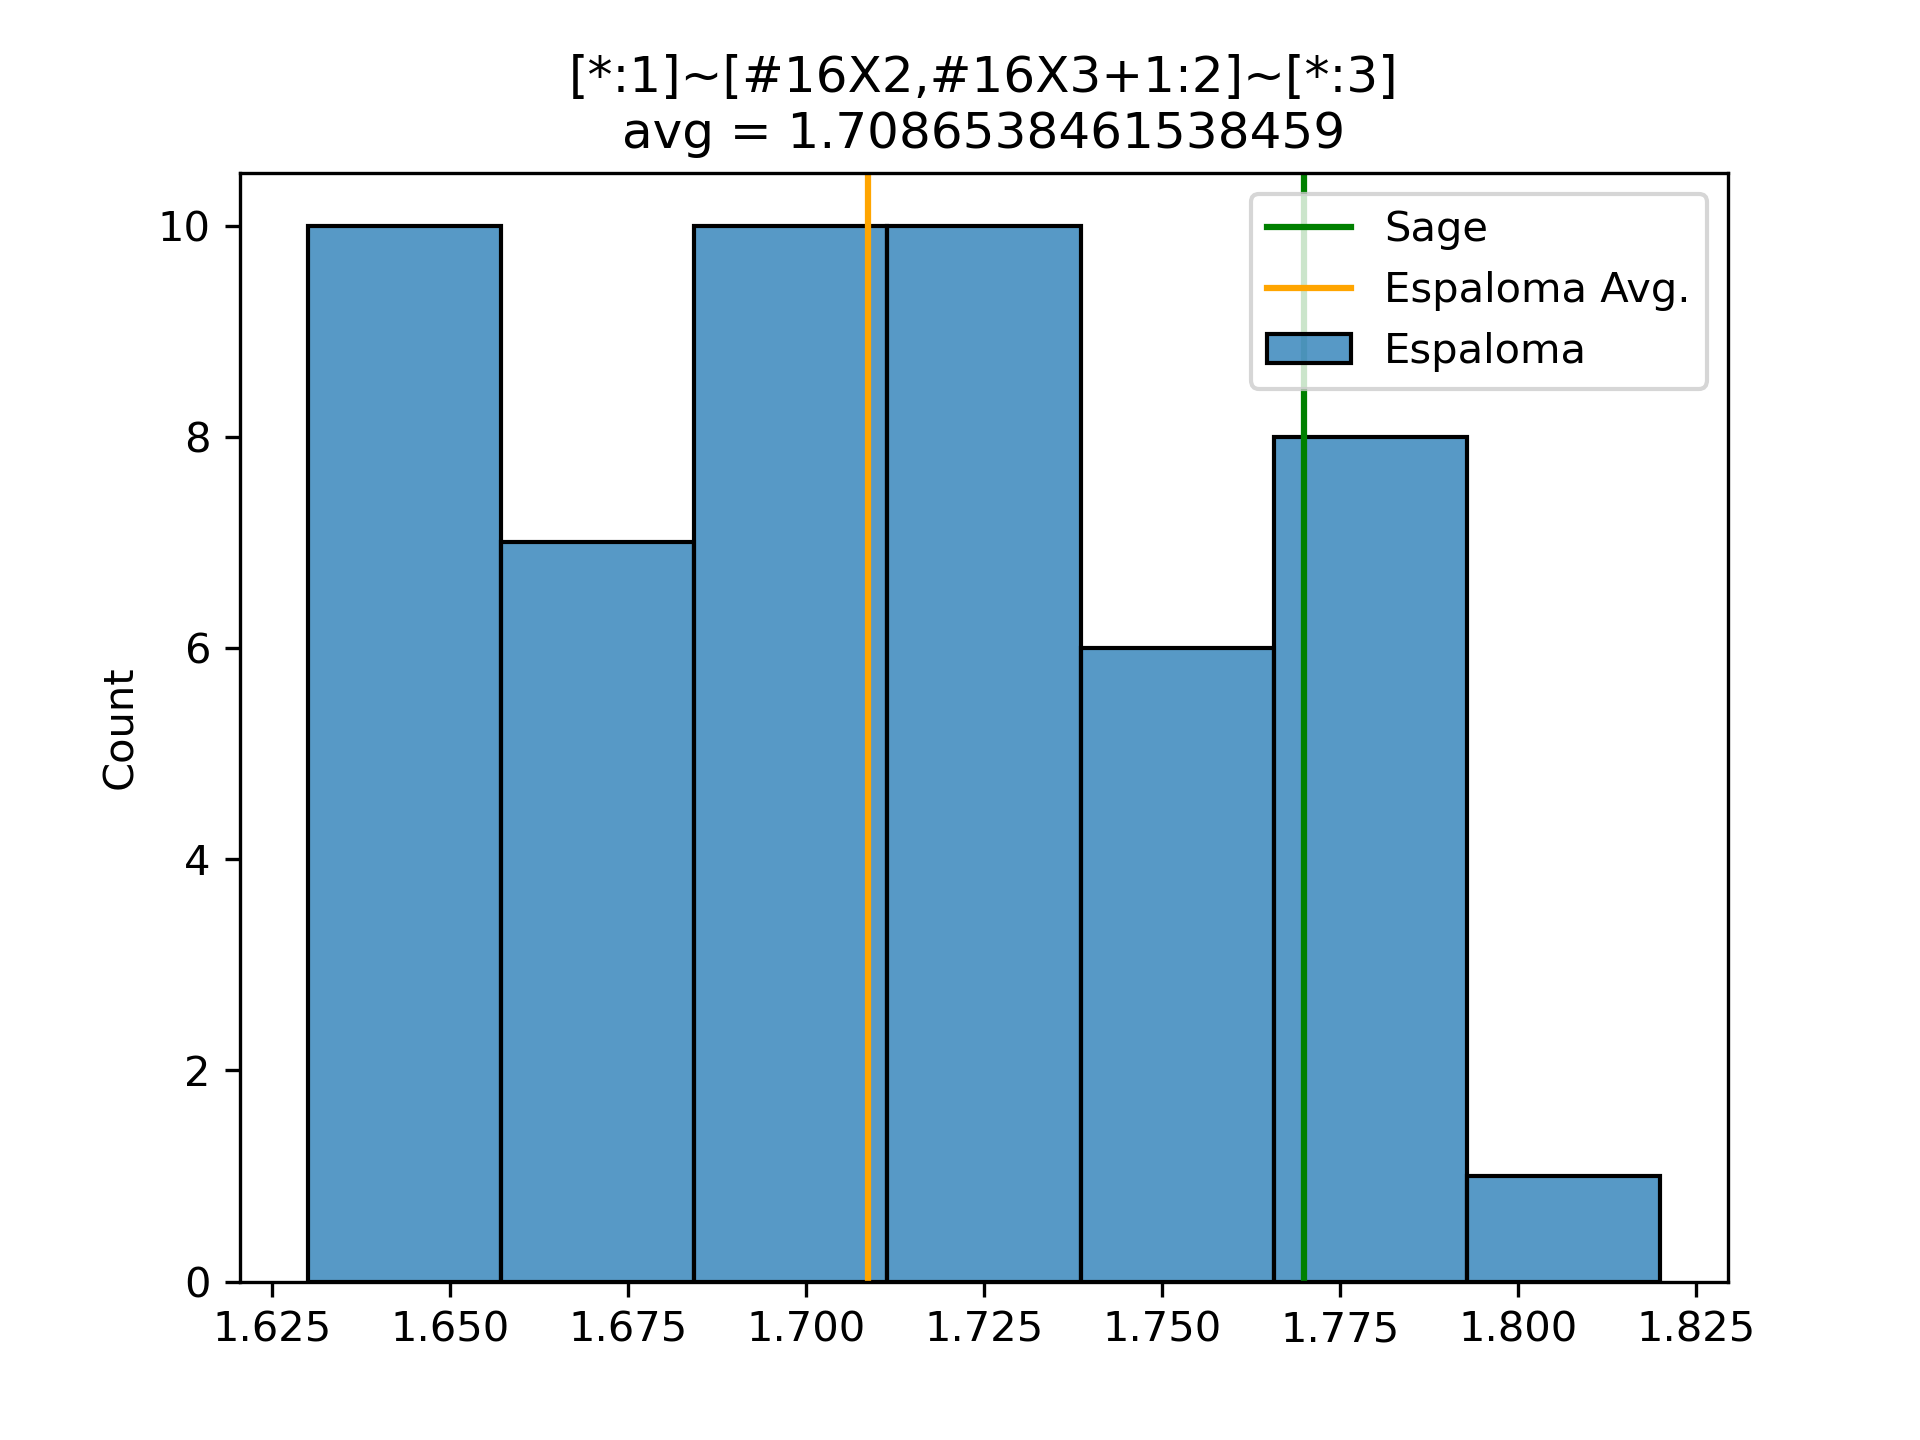 [*:1]~[#16X2,#16X3+1:2]~[*:3]
avg = 1.7086538461538459
Sage
Espaloma Avg.
Espaloma
Count
10
8
6
4
2
0
1.625 1.650 1.675 1.700 1.725 1.750 1.775 1.800 1.825